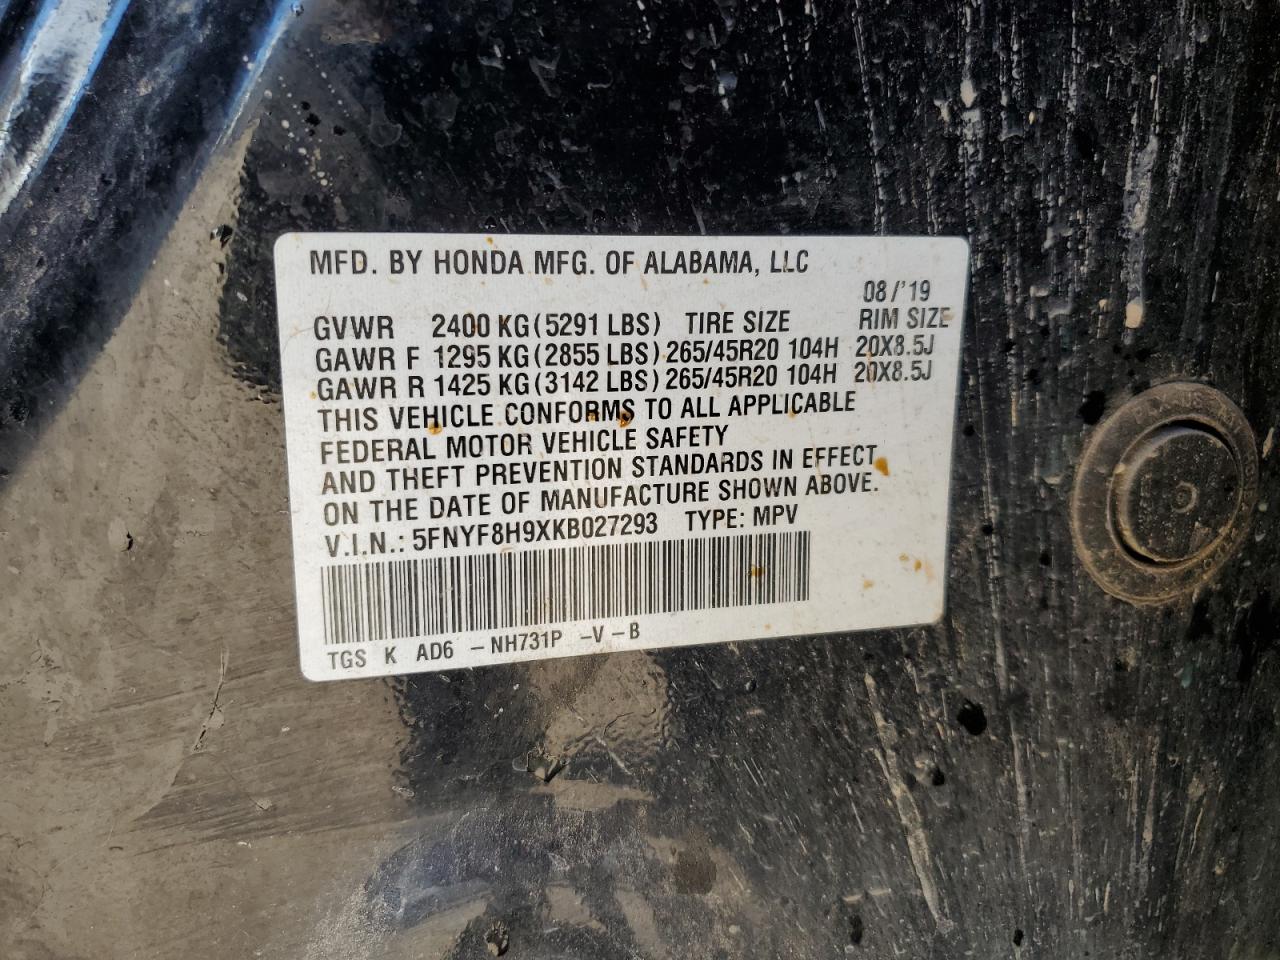 MFD. BY HONDA MFG. OF ALABAMA, LLC
08/'19
GVWR 2400 KG(5291 LBS) TIRE SIZE RIM SIZE
GAWR F 1295 KG(2855 LBS) 265/45R20 104H 20X8.5J
GAWR R 1425 KG(3142 LBS) 265/45R20 104H 20X8.5J
THIS VEHICLE CONFORMS TO ALL APPLICABLE
FEDERAL MOTOR VEHICLE SAFETY
AND THEFT PREVENTION STANDARDS IN EFFECT
ON THE DATE OF MANUFACTURE SHOWN ABOVE.
V.I.N.: 5FNYF8H9XKB027293 TYPE: MPV
TGS K AD6 -NH731P -V-B